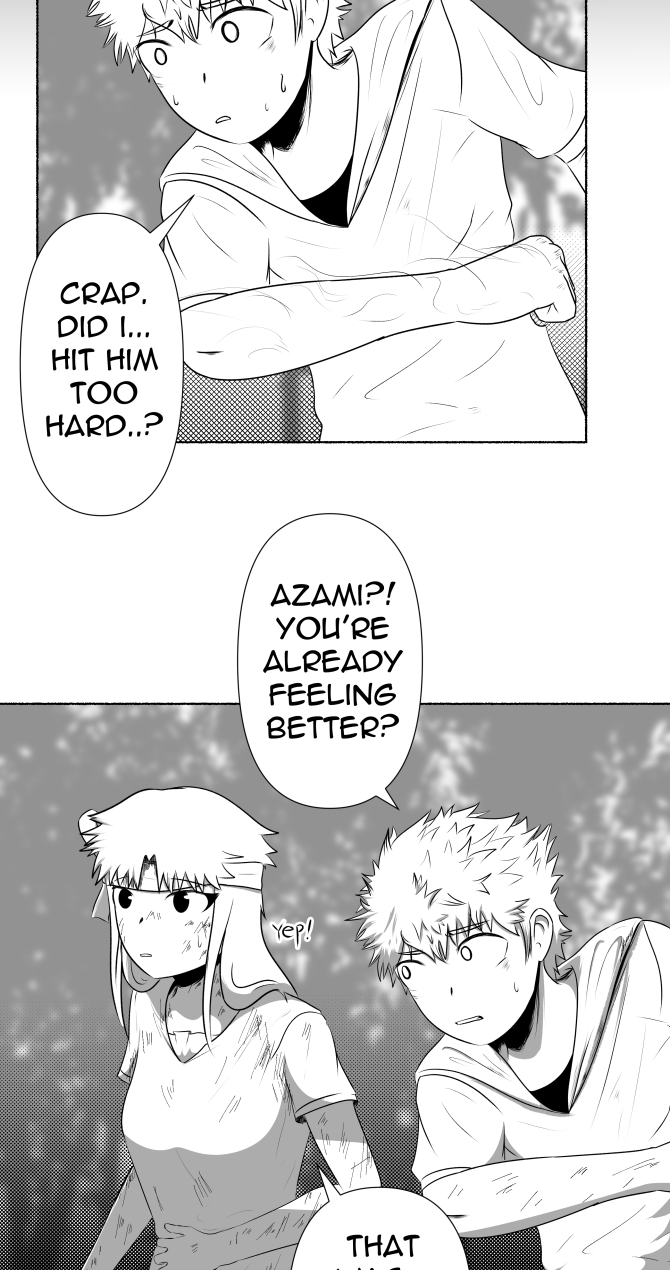 CRAP,
DID I...
HIT HIM
TOO
HARD..?
AZAMI?!
YOU'RE
ALREADY
FEELING
BETTER?
Yep!
THAT